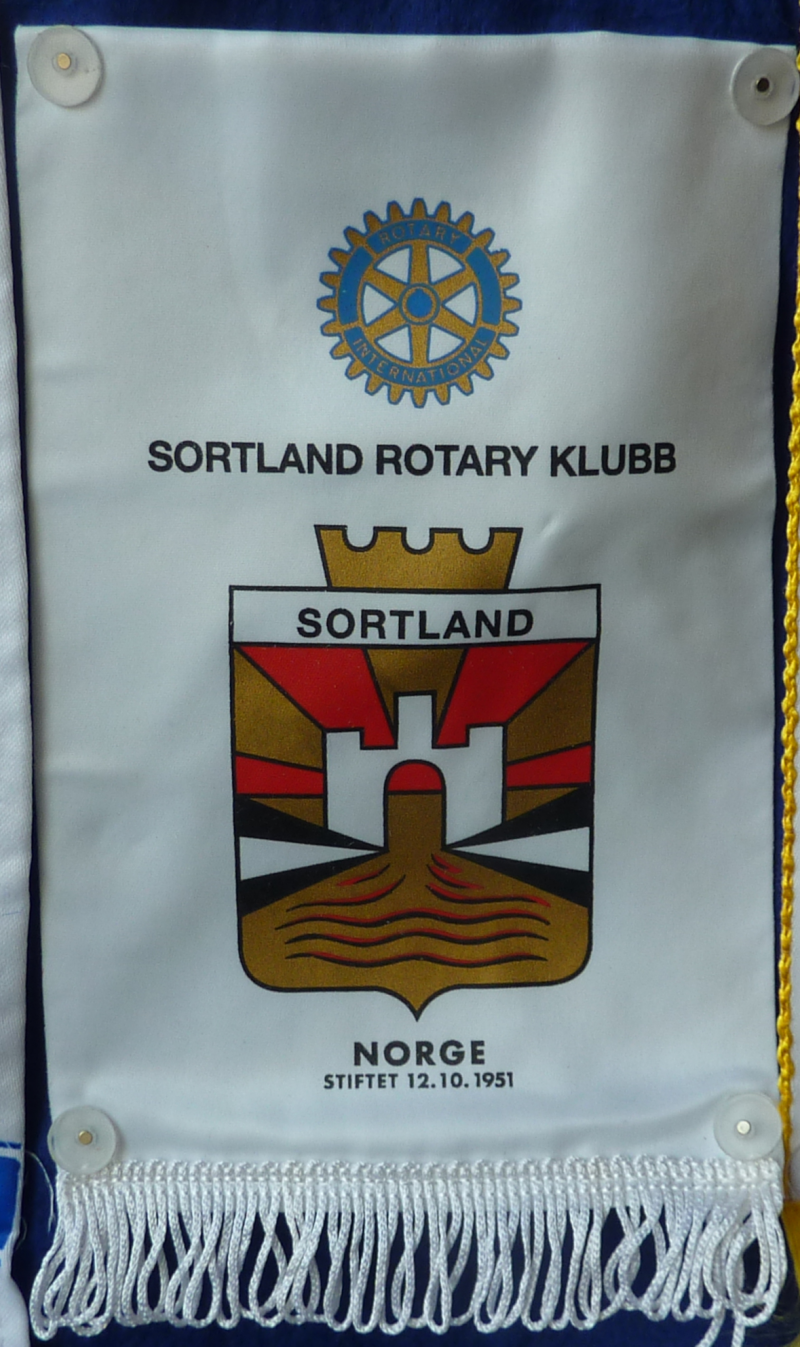 ROTARY
INTERNATIONAL
SORTLAND ROTARY KLUBB
SORTLAND
NORGE
STIFTET 12.10.1951